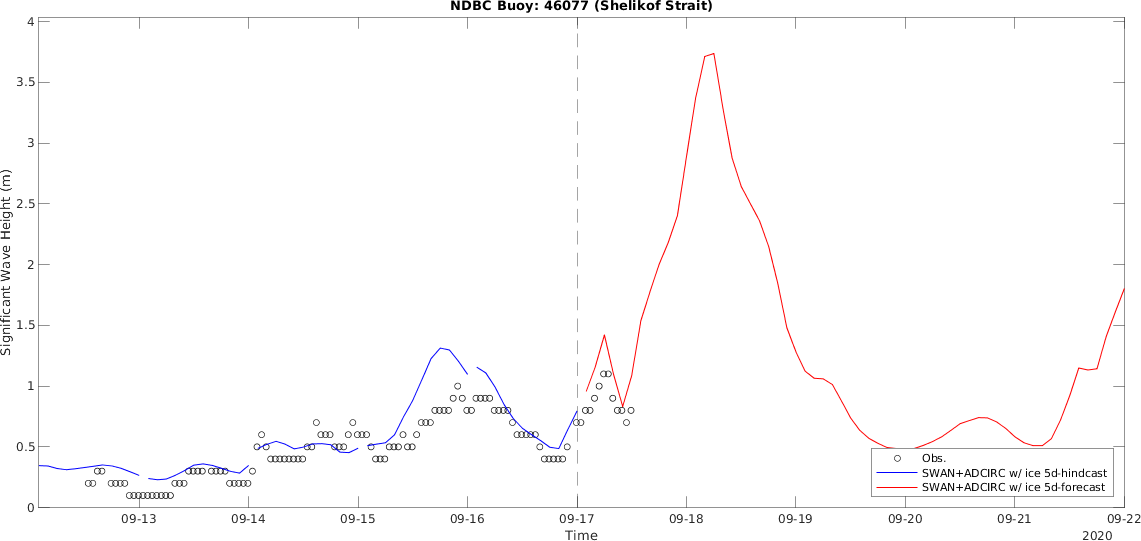 NDBC Buoy: 46077 (Shelikof Strait)
4
3.5
3
2.5
2
1.5
1
0.5
0
Significant Wave Height (m)
Obs.
SWAN+ADCIRC w/ ice 5d-hindcast
SWAN+ADCIRC w/ ice 5d-forecast
09-13 09-14 09-15 09-16 09-17 09-18 09-19 09-20 09-21 09-22
Time
2020